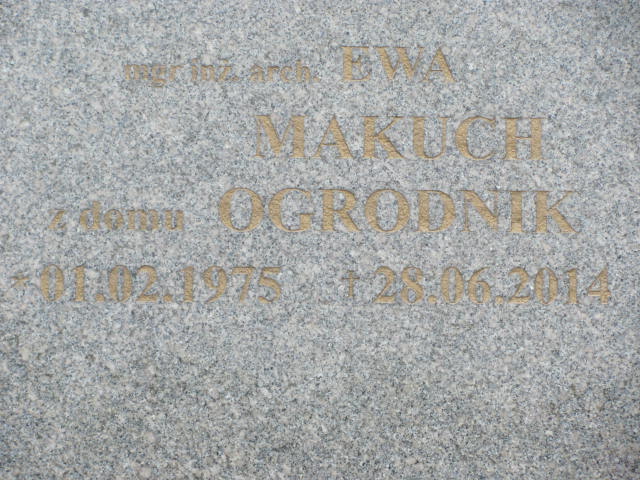 mgr inż. arch. EWA
MAKUCH
z domu OGRODNIK
* 01.02.1975 † 28.06.2014